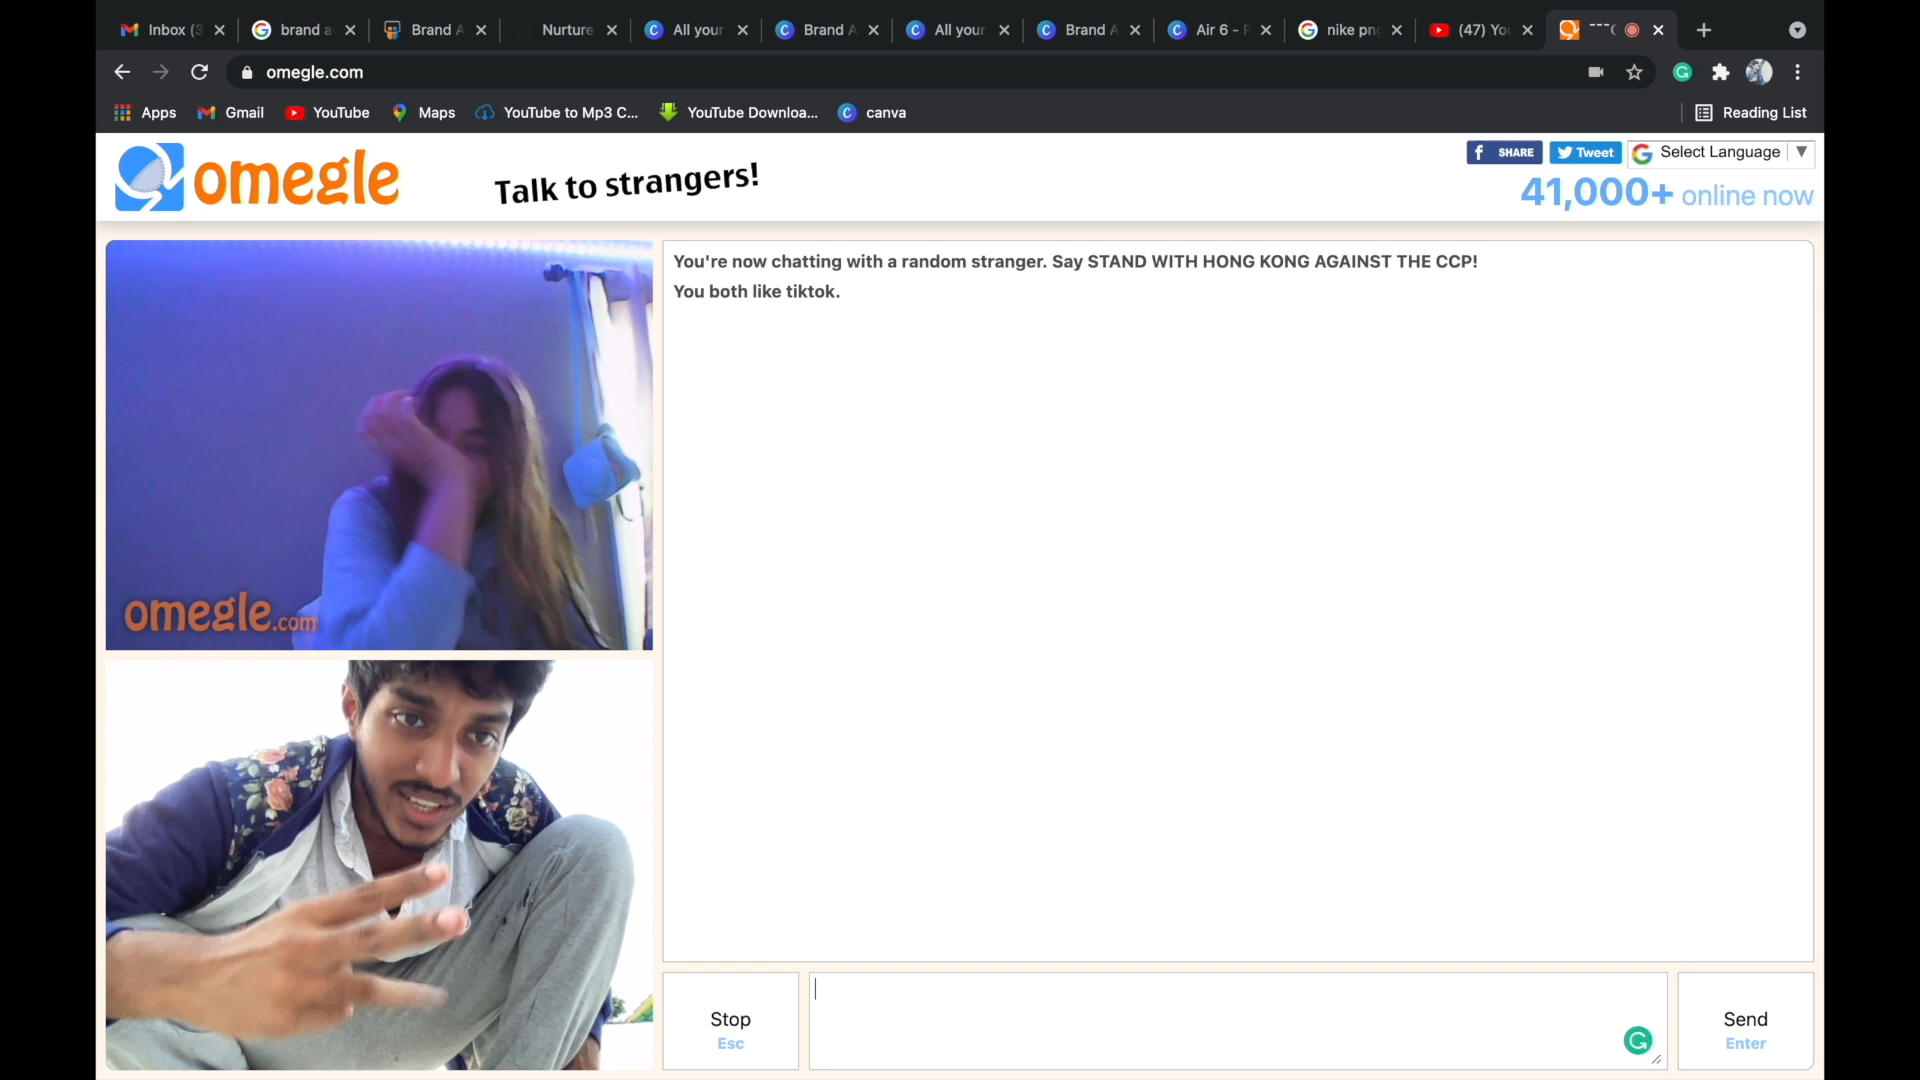 Inbox (3
brand a
Brand A
Nurture
All your
Brand A
All your
Brand A
Air 6 - P
nike png
(47) You
omegle.com
Apps
Gmail
YouTube
Maps
YouTube to Mp3 C...
YouTube Downloa...
canva
Reading List
omegle
Talk to strangers!
SHARE
Tweet
Select Language
41,000+ online now
You're now chatting with a random stranger. Say STAND WITH HONG KONG AGAINST THE CCP!
You both like tiktok.
omegle.com
Stop
Esc
Send
Enter